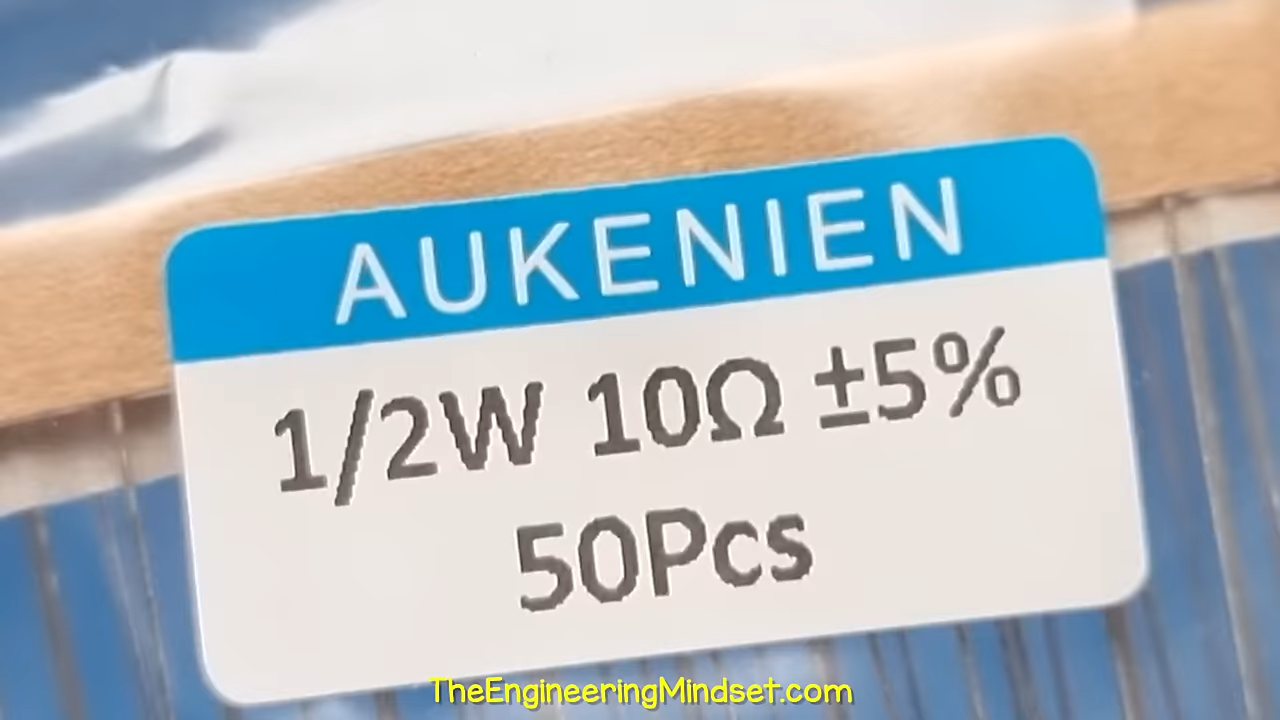 AUKENIEN
1/2W 10Ω ±5%
50Pcs
TheEngineeringMindset.com